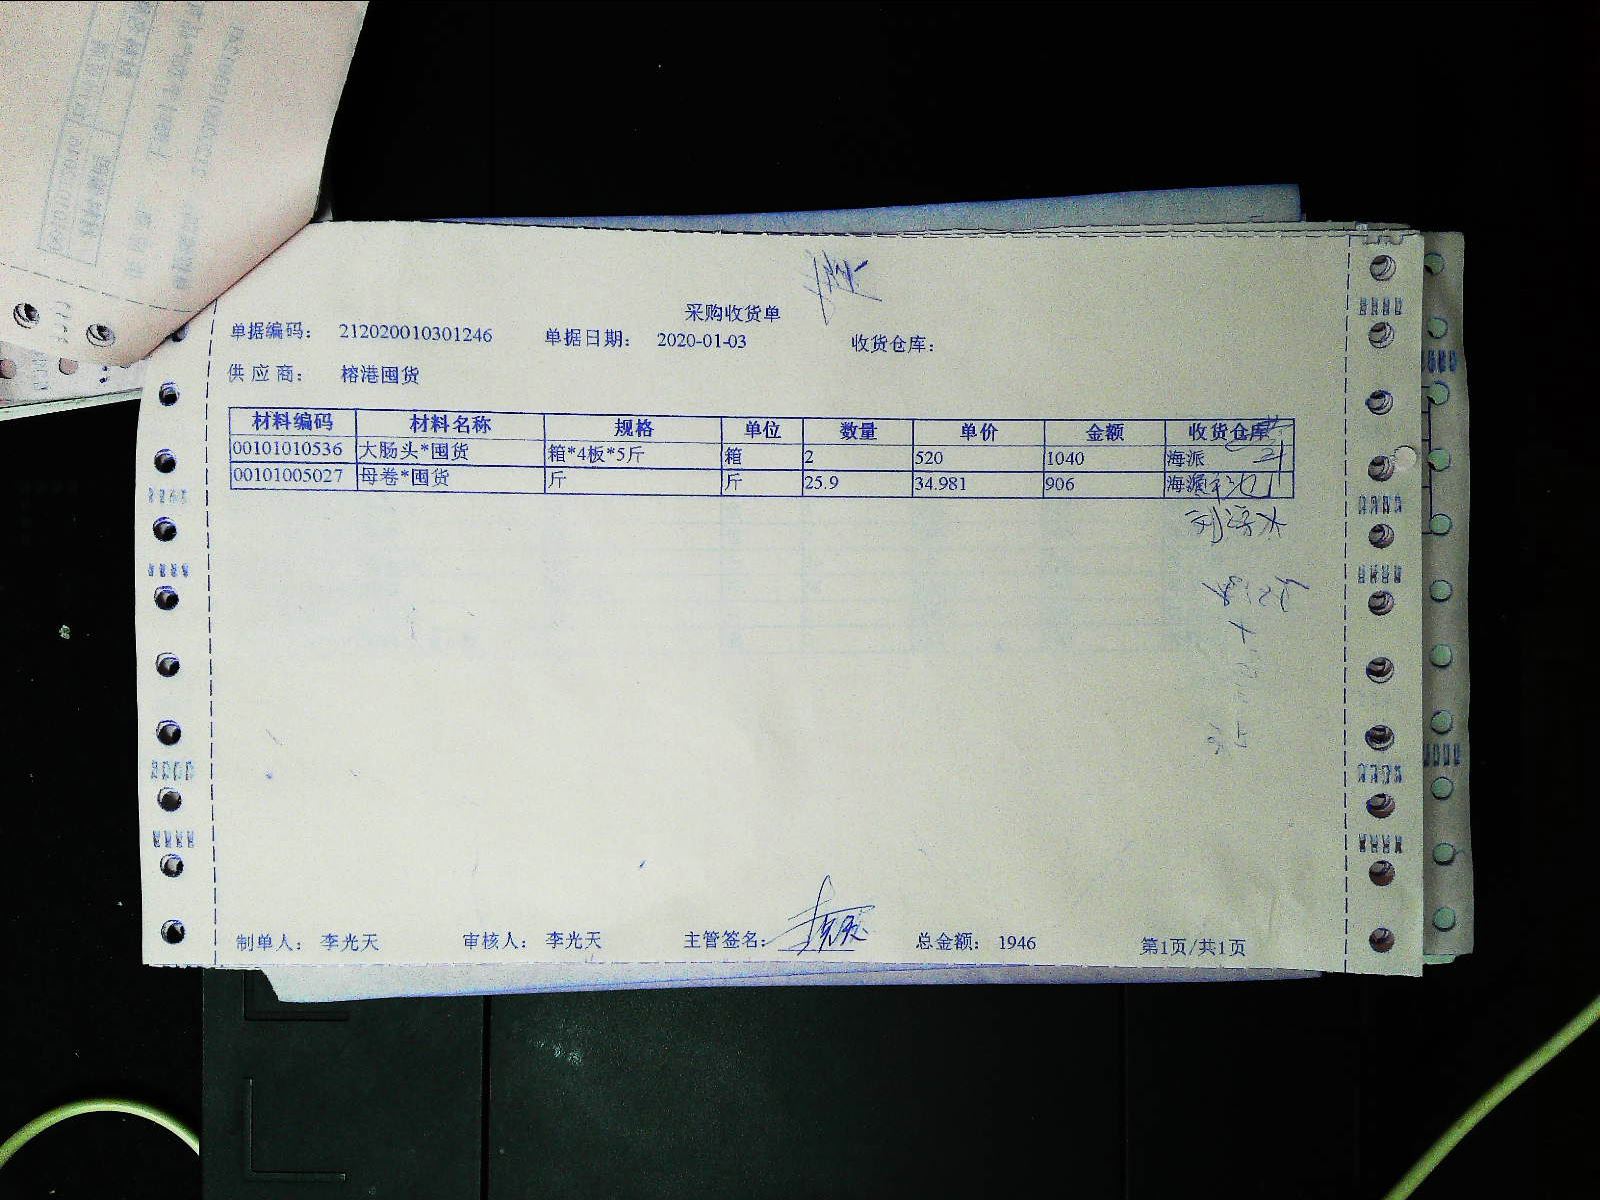 采购收货单
单据编码： 212020010301246 单据日期： 2020-01-03 收货仓库：
供应商： 榕港囤货
材料编码 材料名称 规格 单位 数量 单价 金额 收货仓库
00101010536 大肠头*囤货 箱*4板*5斤 箱 2 520 1040 海派
00101005027 母卷*囤货 斤 斤 25.9 34.981 906 海派
制单人： 李光天 审核人： 李光天 主管签名： 总金额： 1946 第1页/共1页